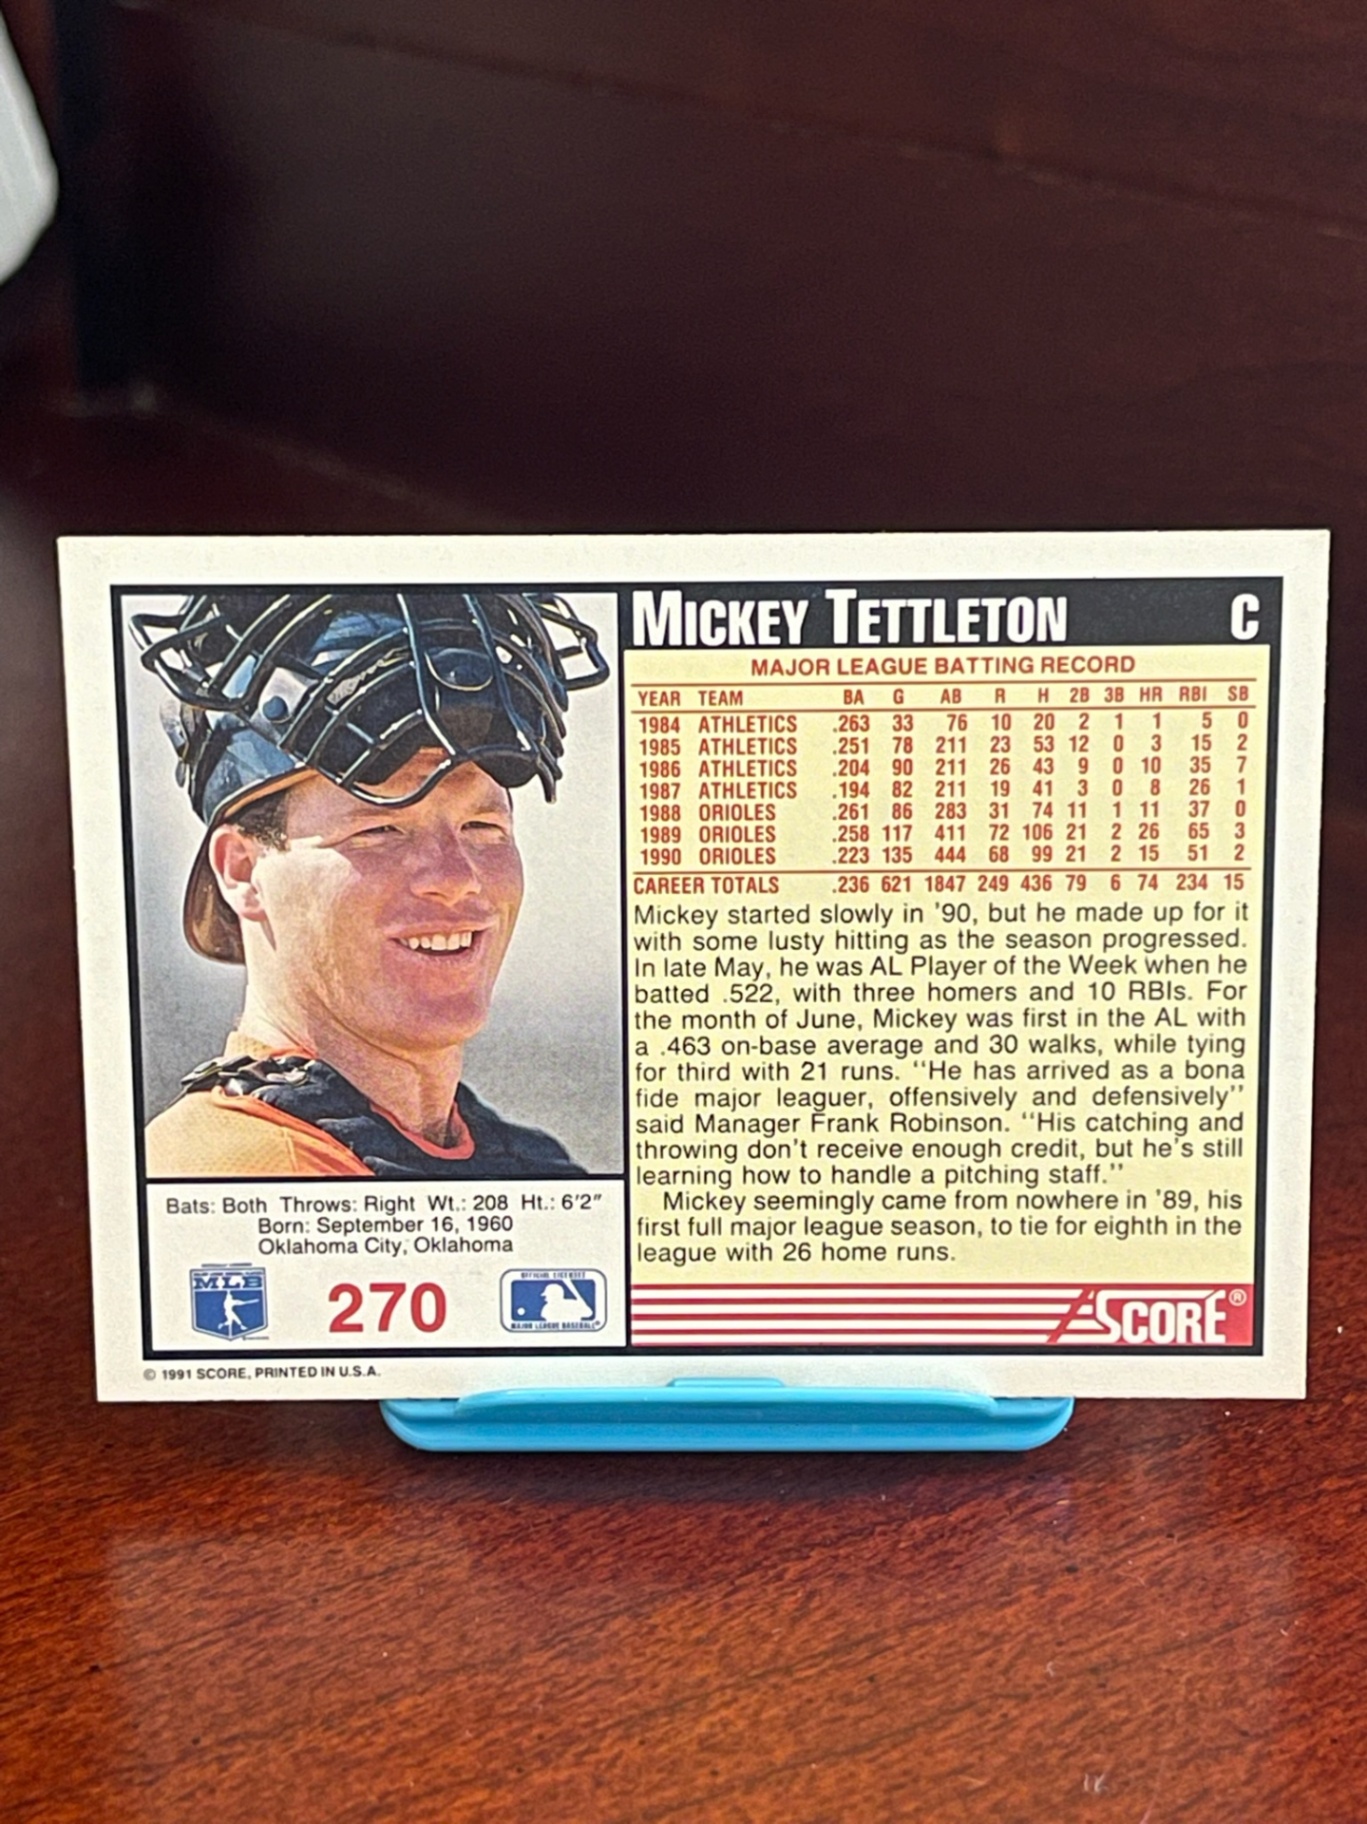 MICKEY TETTLETON C
MAJOR LEAGUE BATTING RECORD
YEAR TEAM BA G AB R H 2B 3B HR RBI SB
1984 ATHLETICS .263 33 76 10 20 2 1 1 5 0
1985 ATHLETICS .251 78 211 23 53 12 0 3 15 2
1986 ATHLETICS .204 90 211 26 43 9 0 10 35 7
1987 ATHLETICS .194 82 211 19 41 3 0 8 26 1
1988 ORIOLES .261 86 283 31 74 11 1 11 37 0
1989 ORIOLES .258 117 411 72 106 21 2 26 65 3
1990 ORIOLES .223 135 444 68 99 21 2 15 51 2
CAREER TOTALS .236 621 1847 249 436 79 6 74 234 15
Mickey started slowly in '90, but he made up for it
with some lusty hitting as the season progressed.
In late May, he was AL Player of the Week when he
batted .522, with three homers and 10 RBIs. For
the month of June, Mickey was first in the AL with
a .463 on-base average and 30 walks, while tying
for third with 21 runs. "He has arrived as a bona
fide major leaguer, offensively and defensively"
said Manager Frank Robinson. "His catching and
throwing don't receive enough credit, but he's still
learning how to handle a pitching staff."
Mickey seemingly came from nowhere in '89, his
first full major league season, to tie for eighth in the
league with 26 home runs.
Bats: Both Throws: Right Wt.: 208 Ht.: 6'2"
Born: September 16, 1960
Oklahoma City, Oklahoma
MLB
270
OFFICIAL LICENSEE
MAJOR LEAGUE BASEBALL
SCORE®
© 1991 SCORE, PRINTED IN U.S.A.